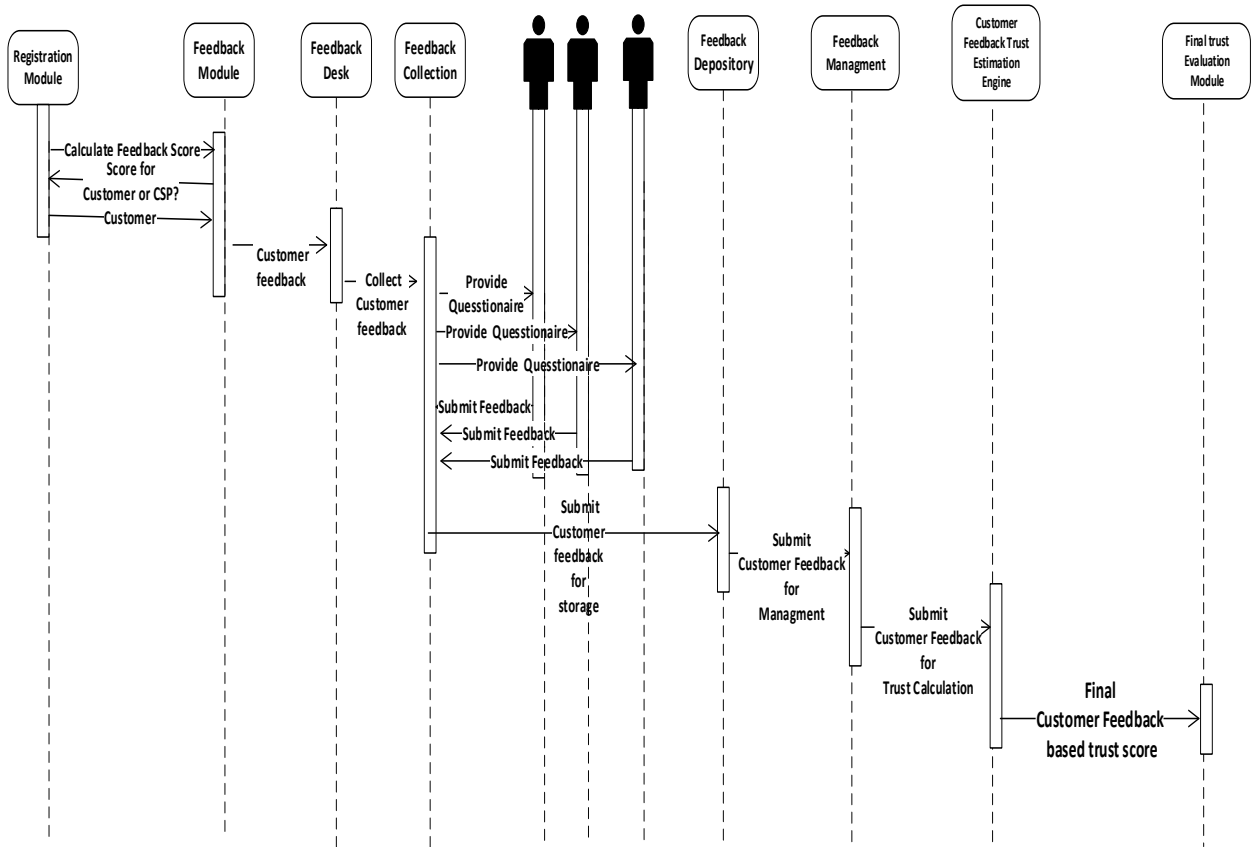 Registration
Module
Feedback
Module
Feedback
Desk
Feedback
Collection
Feedback
Depository
Feedback
Managment
Customer
Feedback Trust
Estimation
Engine
Final trust
Evaluation
Module
Calculate Feedback Score
Score for
Customer or CSP?
Customer
Customer
feedback
Collect
Customer
feedback
Provide
Quesstionaire
Provide Quesstionaire
Provide Quesstionaire
Submit Feedback
Submit Feedback
Submit Feedback
Submit
Customer
feedback
for
storage
Submit
Customer Feedback
for
Managment
Submit
Customer Feedback
for
Trust Calculation
Final
Customer Feedback
based trust score